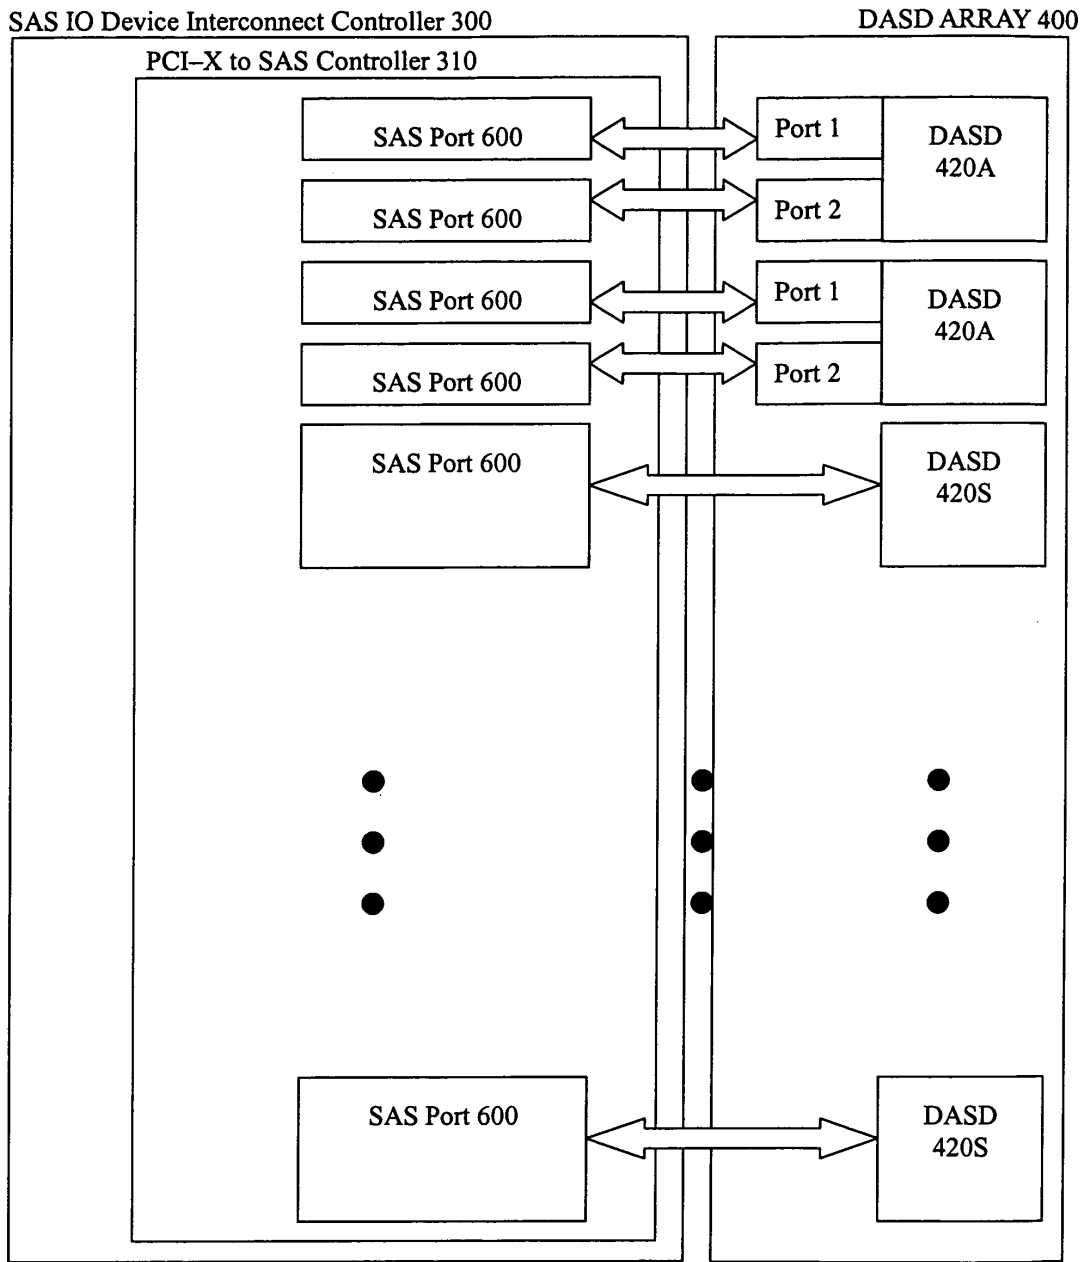 SAS IO Device Interconnect Controller 300
DASD ARRAY 400
PCI–X to SAS Controller 310
SAS Port 600
Port 1
DASD
420A
SAS Port 600
Port 2
SAS Port 600
Port 1
DASD
420A
SAS Port 600
Port 2
SAS Port 600
DASD
420S
SAS Port 600
DASD
420S